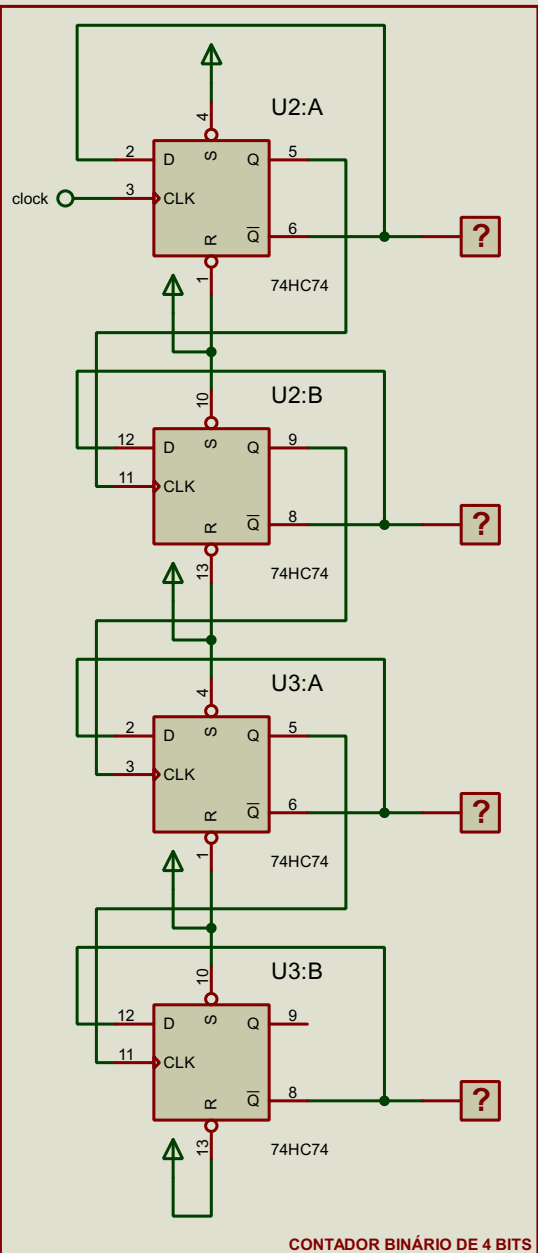 4
U2:A
2 D S Q 5
clock 3 CLK
R Q 6 ?
1 74HC74
10 U2:B
12 D S Q 9
11 CLK
R Q 8 ?
13 74HC74
4 U3:A
2 D S Q 5
3 CLK
R Q 6 ?
1 74HC74
10 U3:B
12 D S Q 9
11 CLK
R Q 8 ?
13 74HC74
CONTADOR BINÁRIO DE 4 BITS